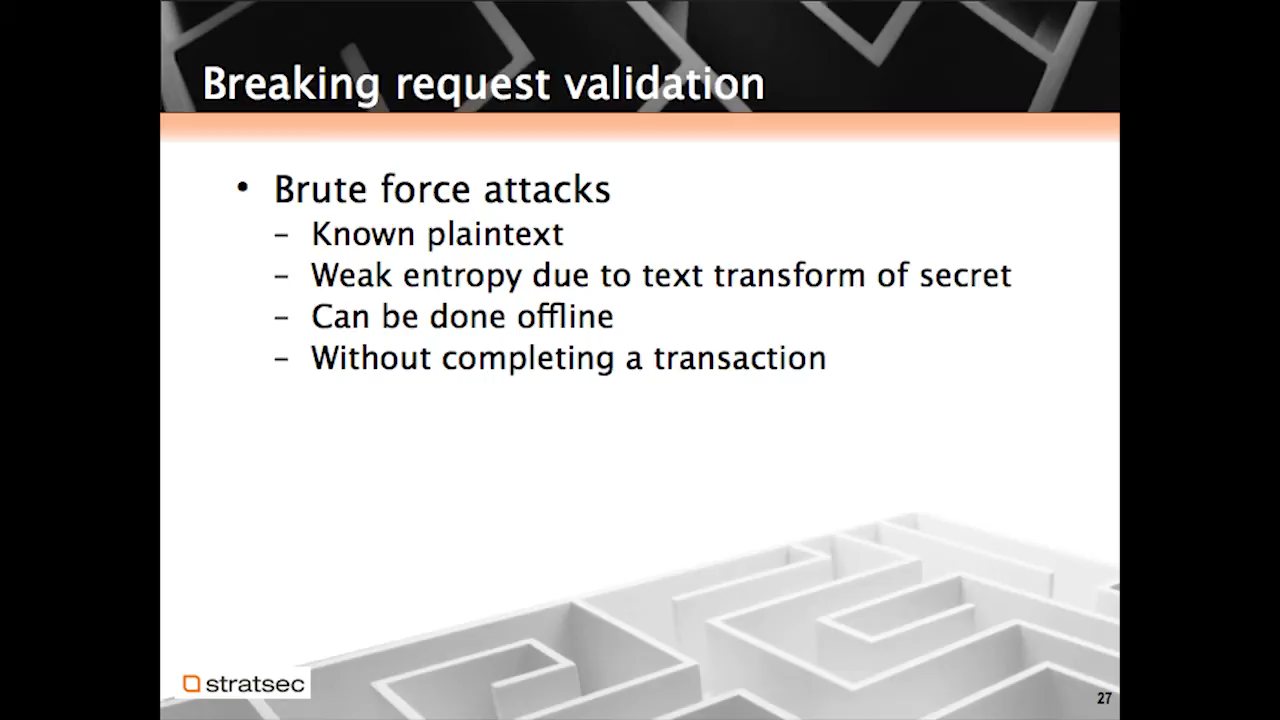 Breaking request validation
• Brute force attacks
– Known plaintext
– Weak entropy due to text transform of secret
– Can be done offline
– Without completing a transaction
stratsec
27